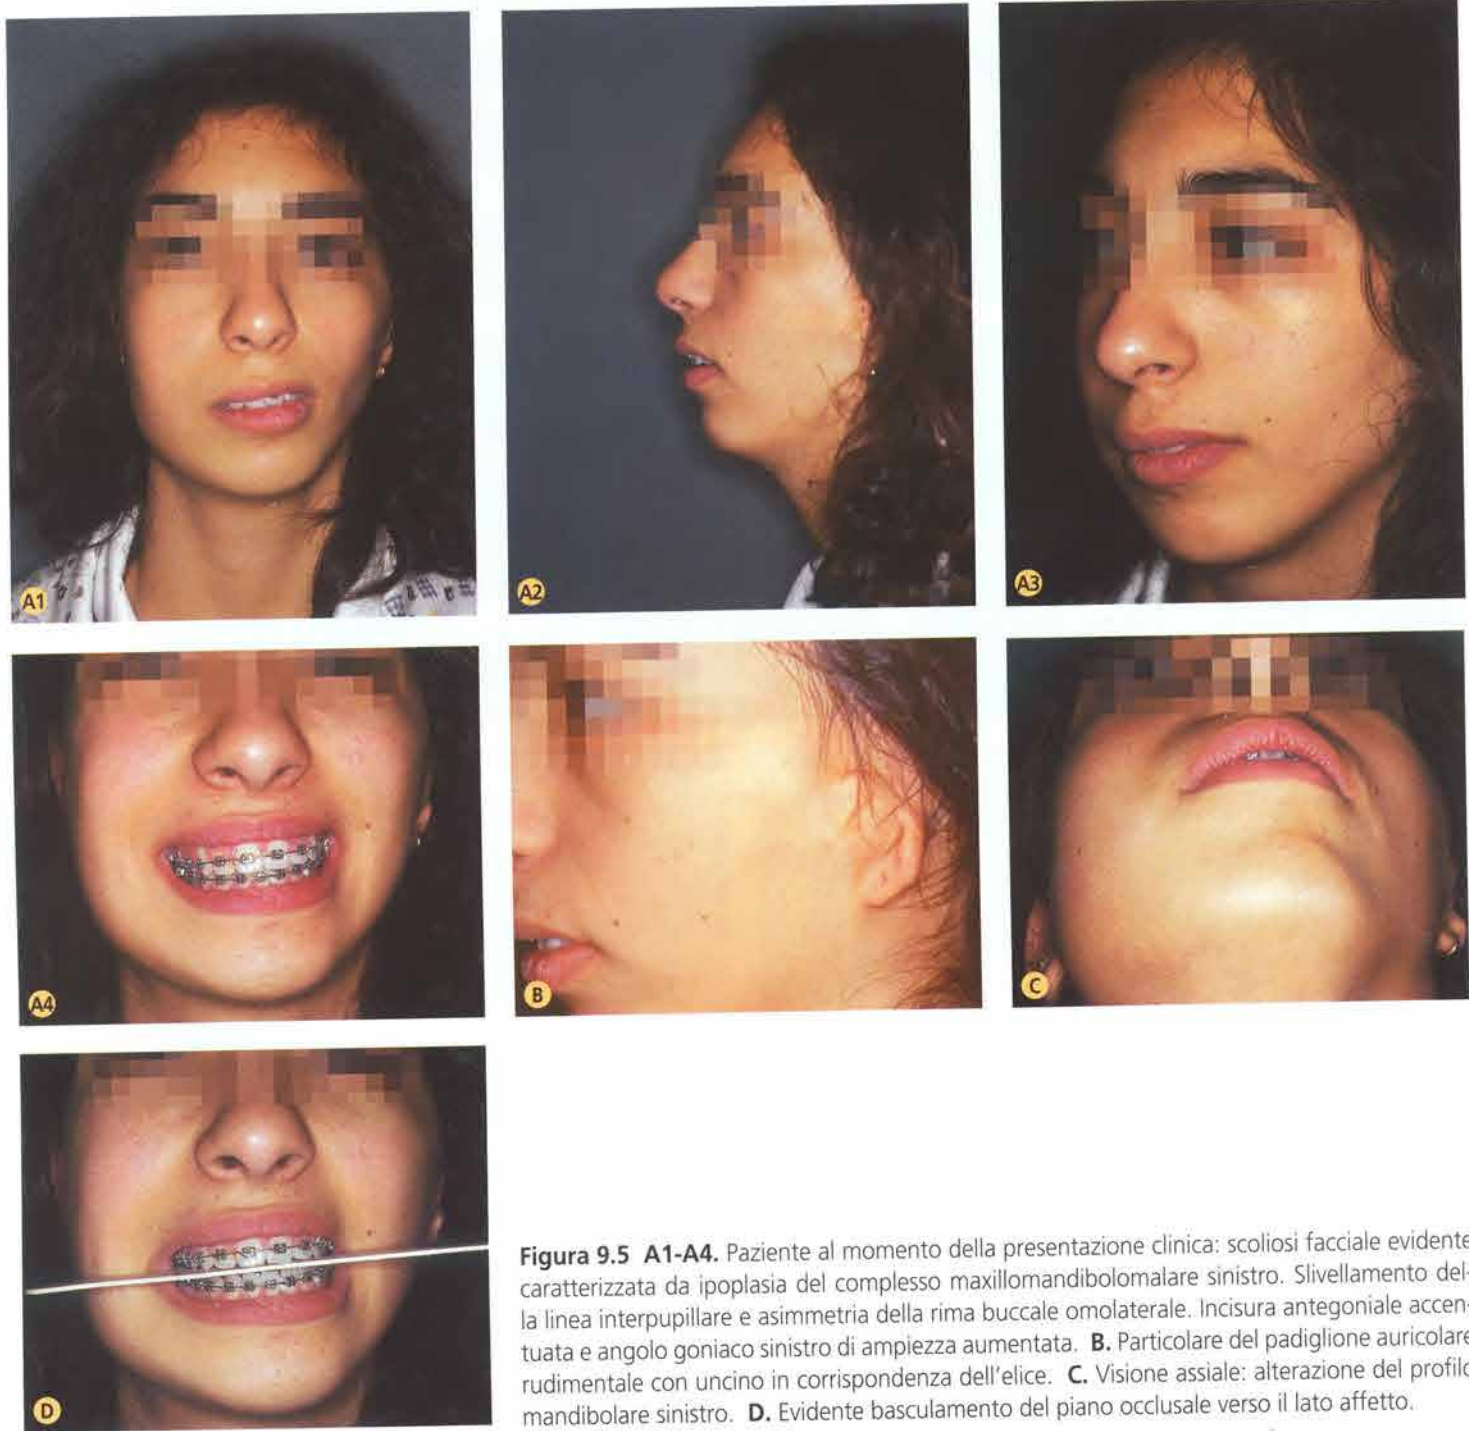 A1
A2
A3
A4
B
C
D
Figura 9.5 A1-A4. Paziente al momento della presentazione clinica: scoliosi facciale evidente
caratterizzata da ipoplasia del complesso maxillomandibolomalare sinistro. Slivellamento del-
la linea interpupillare e asimmetria della rima buccale omolaterale. Incisura antegoniale accen-
tuata e angolo goniaco sinistro di ampiezza aumentata. B. Particolare del padiglione auricolare
rudimentale con uncino in corrispondenza dell'elice. C. Visione assiale: alterazione del profilo
mandibolare sinistro. D. Evidente basculamento del piano occlusale verso il lato affetto.